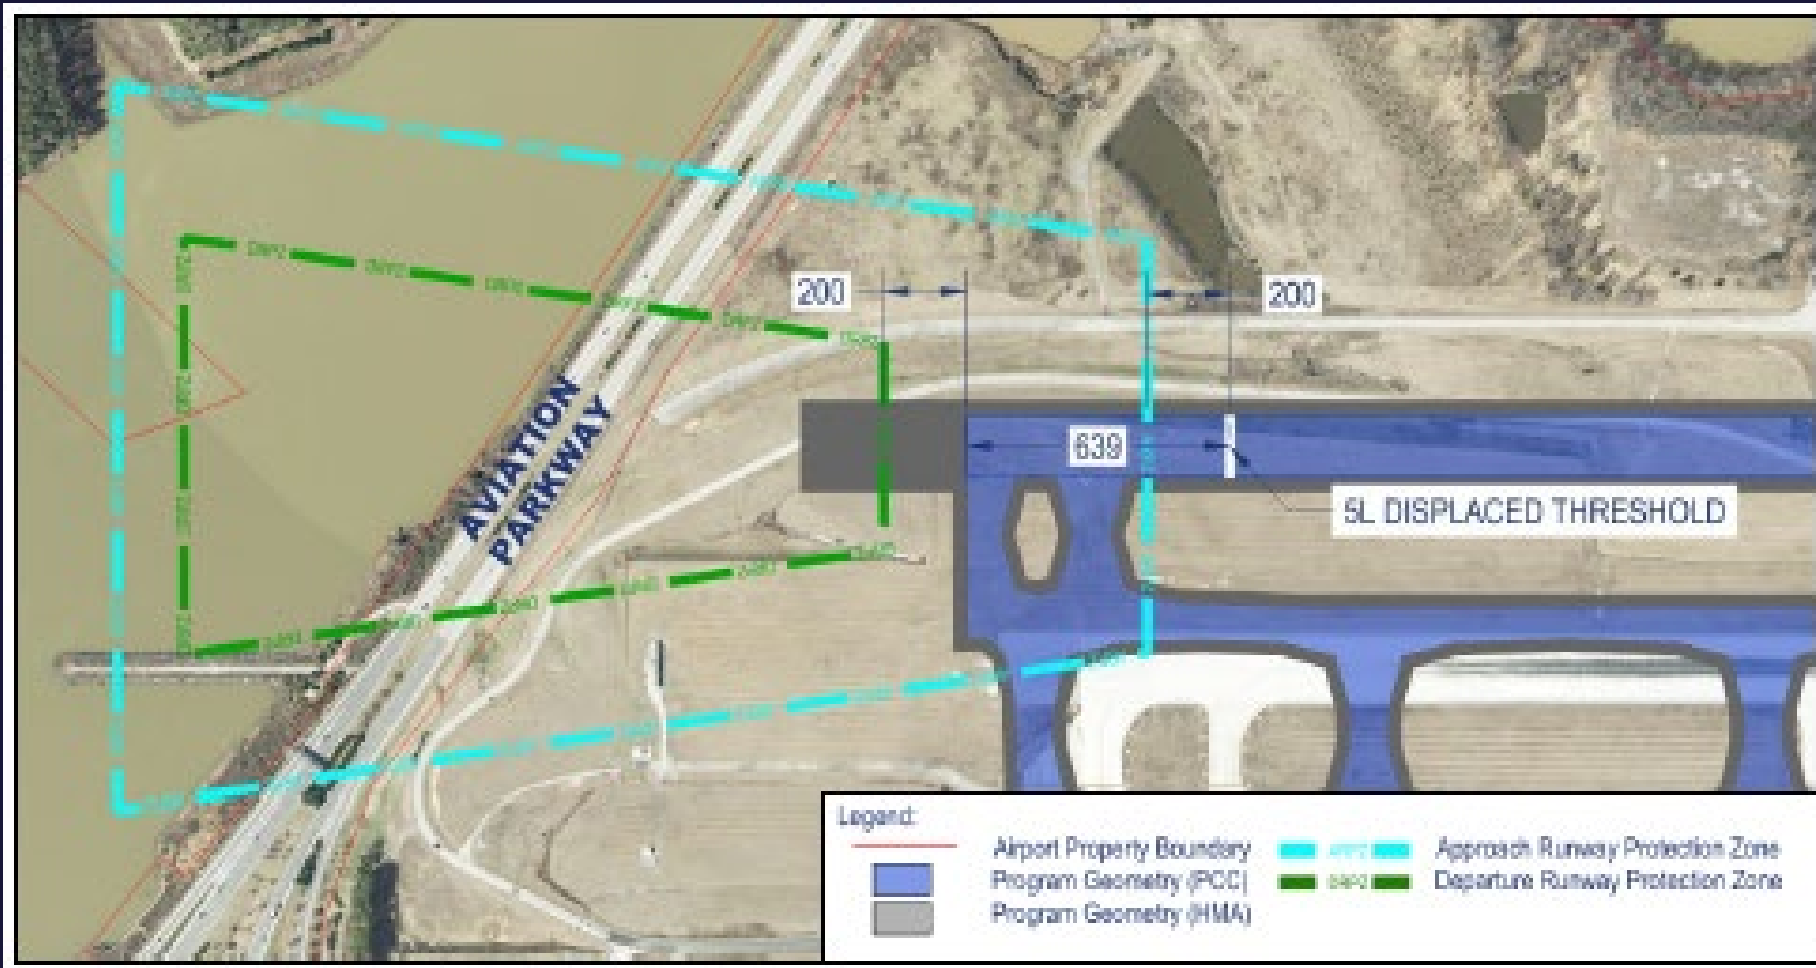 200
200
639
AVIATION
PARKWAY
5L DISPLACED THRESHOLD
Legend:
Airport Property Boundary
Program Geometry (PCC)
Program Geometry (HMA)
Approach Runway Protection Zone
Departure Runway Protection Zone